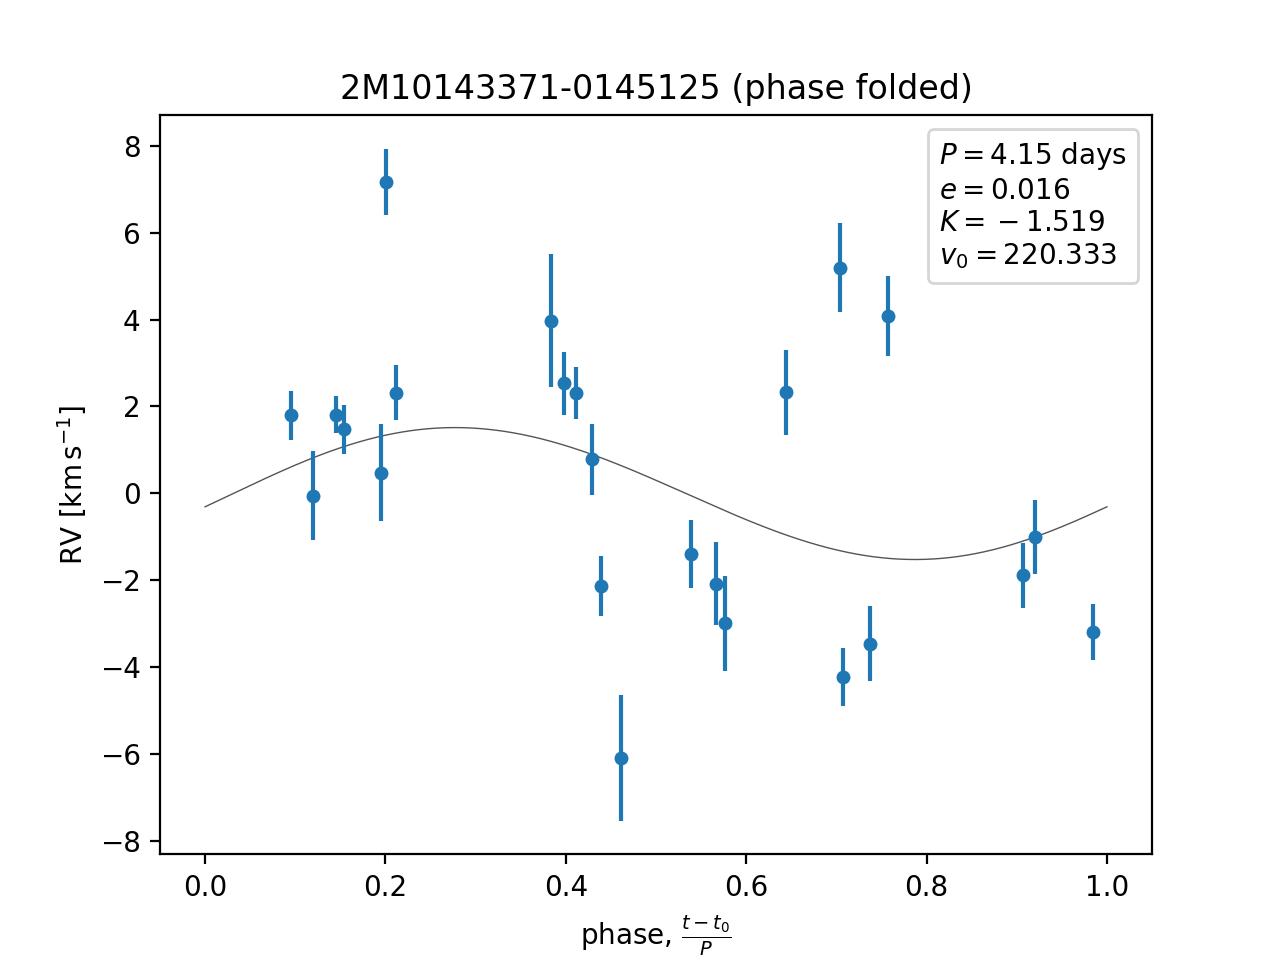 2M10143371-0145125 (phase folded)
P = 4.15 days
e = 0.016
K = −1.519
v₀ = 220.333
8
6
4
2
0
−2
−4
−6
−8
RV [km s⁻¹]
0.0 0.2 0.4 0.6 0.8 1.0
phase, (t − t₀)/P